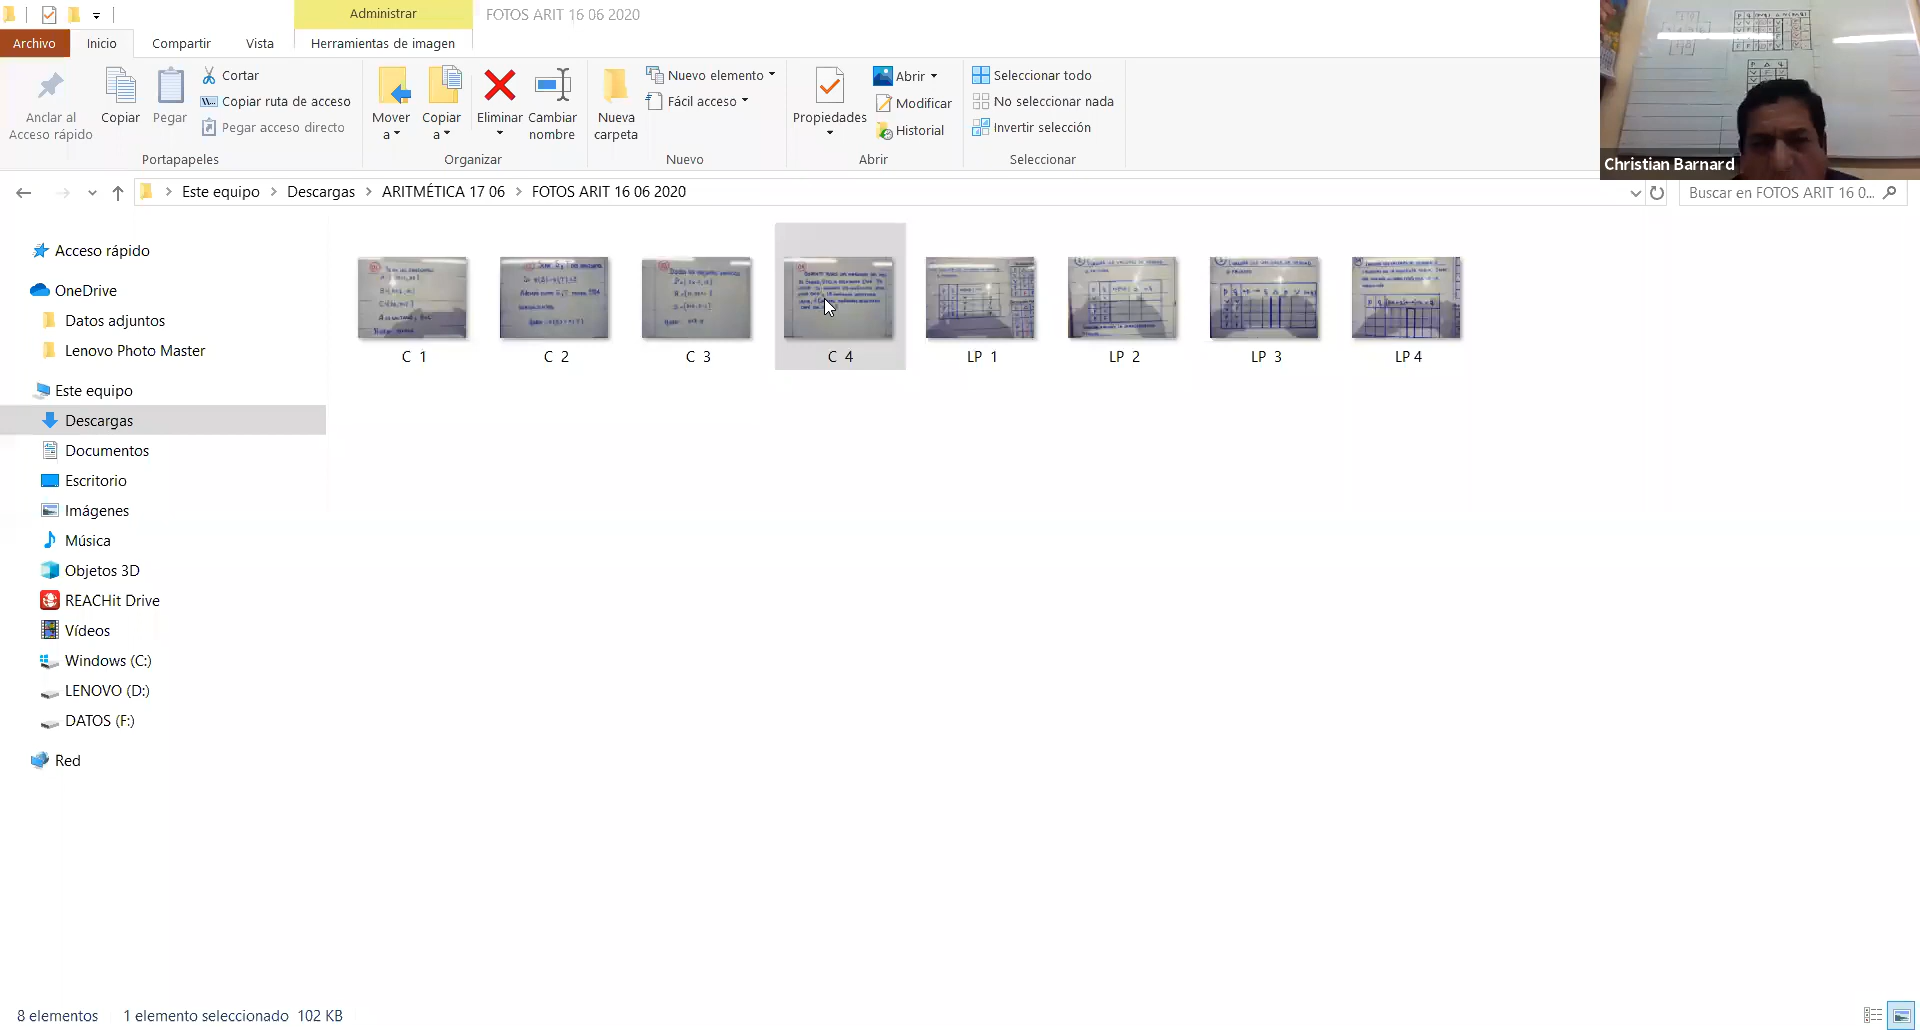 Administrar
FOTOS ARIT 16 06 2020
Archivo
Inicio
Compartir
Vista
Herramientas de imagen
Anclar al
Acceso rápido
Copiar
Pegar
Cortar
Copiar ruta de acceso
Pegar acceso directo
Portapapeles
Mover
a
Copiar
a
Eliminar
Cambiar
nombre
Organizar
Nueva
carpeta
Nuevo elemento
Fácil acceso
Nuevo
Propiedades
Abrir
Modificar
Historial
Abrir
Seleccionar todo
No seleccionar nada
Invertir selección
Seleccionar
Christian Barnard
Este equipo
Descargas
ARITMÉTICA 17 06
FOTOS ARIT 16 06 2020
Buscar en FOTOS ARIT 16 0...
Acceso rápido
OneDrive
Datos adjuntos
Lenovo Photo Master
Este equipo
Descargas
Documentos
Escritorio
Imágenes
Música
Objetos 3D
REACHit Drive
Vídeos
Windows (C:)
LENOVO (D:)
DATOS (F:)
Red
C 1
C 2
C 3
C 4
LP 1
LP 2
LP 3
LP 4
8 elementos
1 elemento seleccionado 102 KB